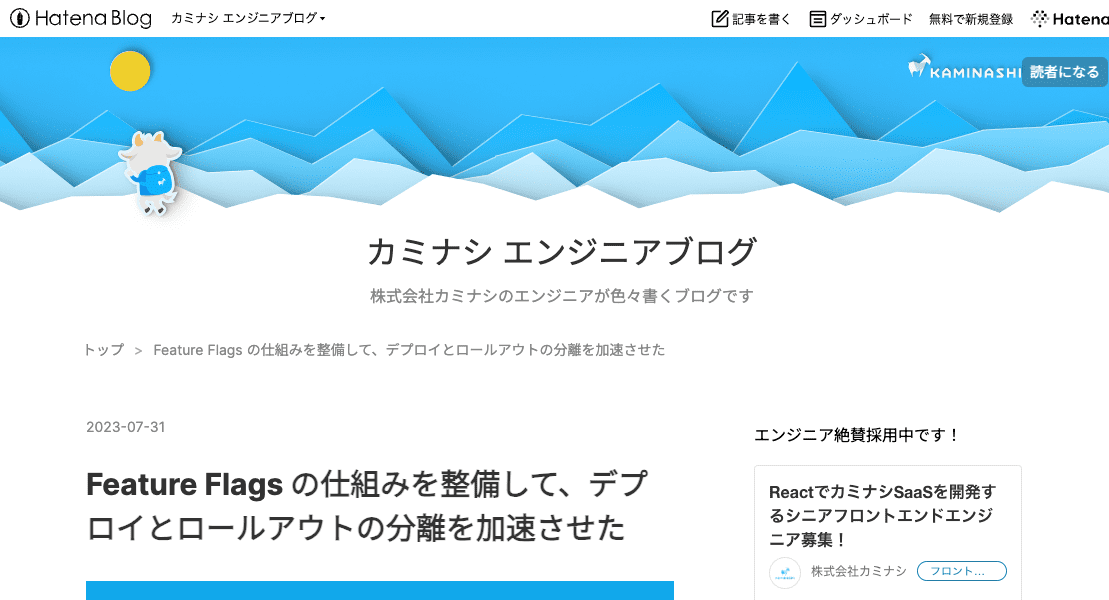 Hatena Blog カミナシ エンジニアブログ 記事を書く ダッシュボード 無料で新規登録 Hatena
KAMINASHI 読者になる
カミナシ エンジニアブログ
株式会社カミナシのエンジニアが色々書くブログです
トップ > Feature Flags の仕組みを整備して、デプロイとロールアウトの分離を加速させた
2023-07-31
Feature Flags の仕組みを整備して、デプ
ロイとロールアウトの分離を加速させた
エンジニア絶賛採用中です！
ReactでカミナシSaaSを開発す
るシニアフロントエンドエンジ
ニア募集！
株式会社カミナシ フロント...